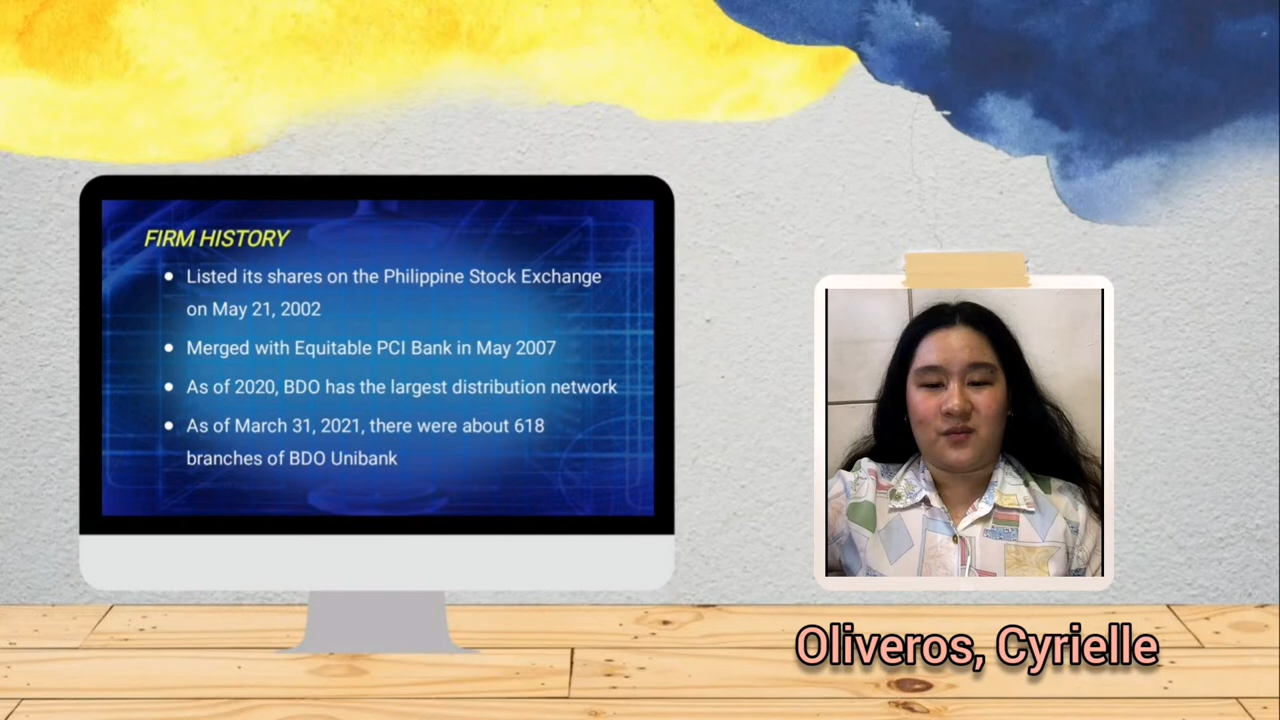 FIRM HISTORY
Listed its shares on the Philippine Stock Exchange
on May 21, 2002
Merged with Equitable PCI Bank in May 2007
As of 2020, BDO has the largest distribution network
As of March 31, 2021, there were about 618
branches of BDO Unibank
Oliveros, Cyrielle